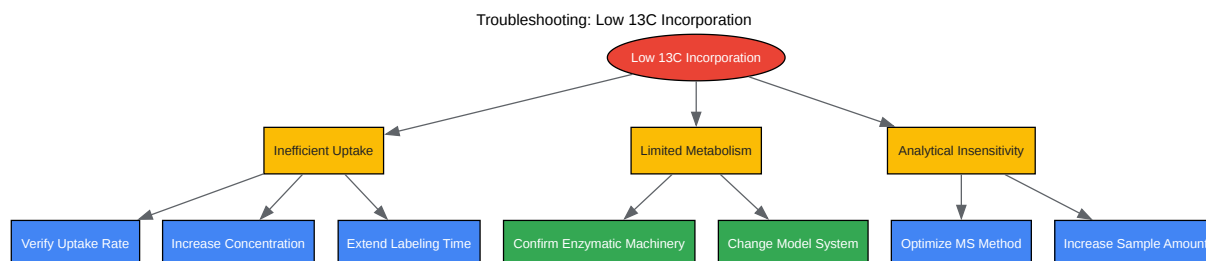 Troubleshooting: Low 13C Incorporation
Low 13C Incorporation
Inefficient Uptake
Limited Metabolism
Analytical Insensitivity
Verify Uptake Rate
Increase Concentration
Extend Labeling Time
Confirm Enzymatic Machinery
Change Model System
Optimize MS Method
Increase Sample Amount